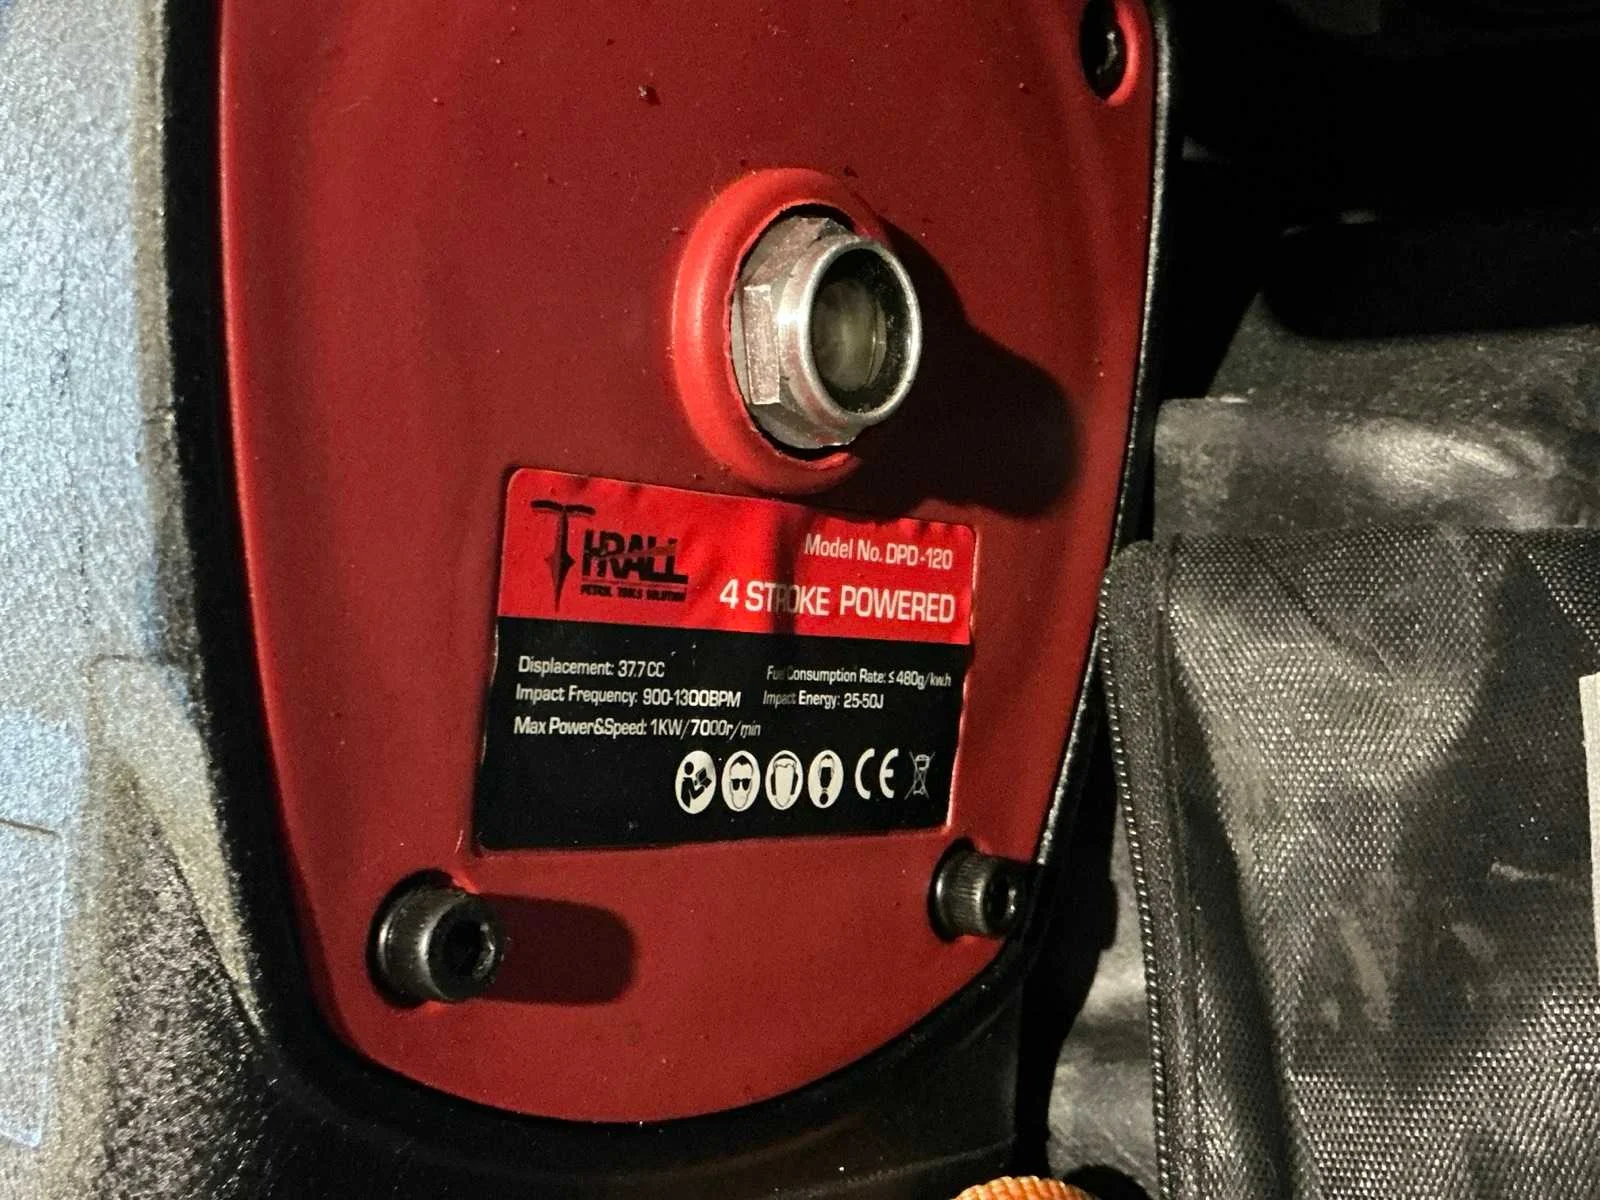 THRALL
PETROL TOOLS SOLUTION
Model No. DPD-120
4 STROKE POWERED
Displacement: 37.7CC
Fuel Consumption Rate: ≤480g/kw.h
Impact Frequency: 900-1300BPM
Impact Energy: 25-50J
Max Power&Speed: 1KW/7000r/min
CE